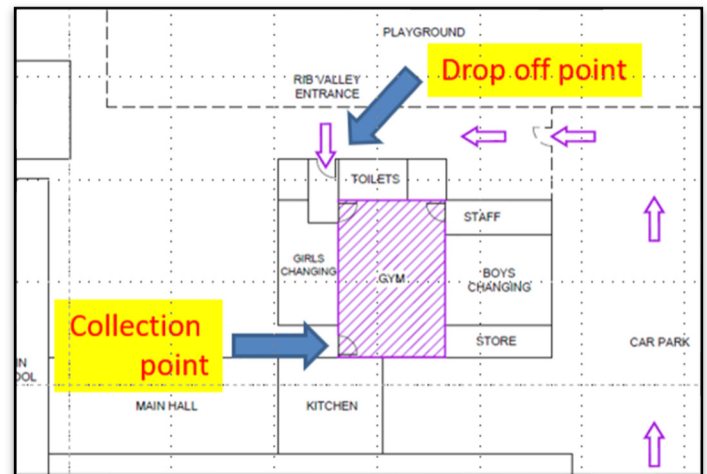 PLAYGROUND
Drop off point
RIB VALLEY
ENTRANCE
TOILETS
STAFF
GIRLS
CHANGING
GYM
BOYS
CHANGING
Collection
point
STORE
CAR PARK
MAIN HALL
KITCHEN